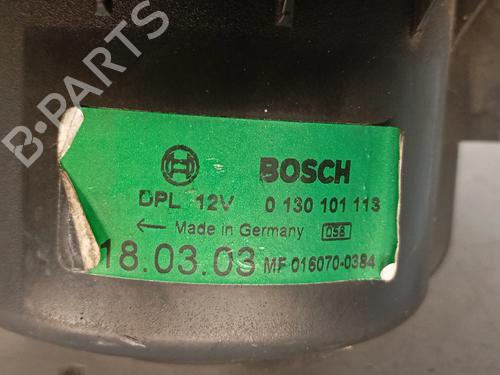 B-PARTS
BOSCH
DPL 12V 0 130 101 113
← Made in Germany 058
18.03.03 MF 016070-0384